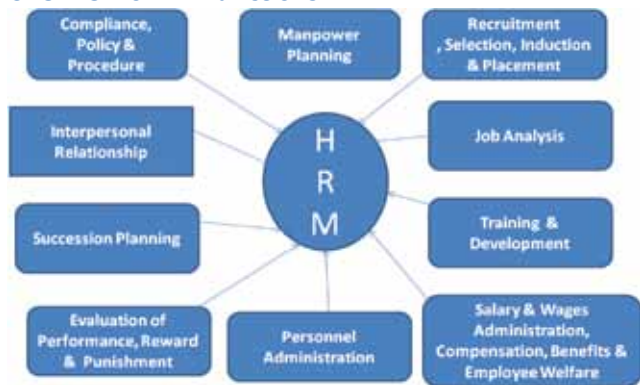 Compliance,
Policy &
Procedure
Manpower
Planning
Recruitment
, Selection, Induction
& Placement
Interpersonal
Relationship
H
R
M
Job Analysis
Succession Planning
Training &
Development
Evaluation of
Performance, Reward
& Punishment
Personnel
Administration
Salary & Wages
Administration,
Compensation, Benefits &
Employee Welfare